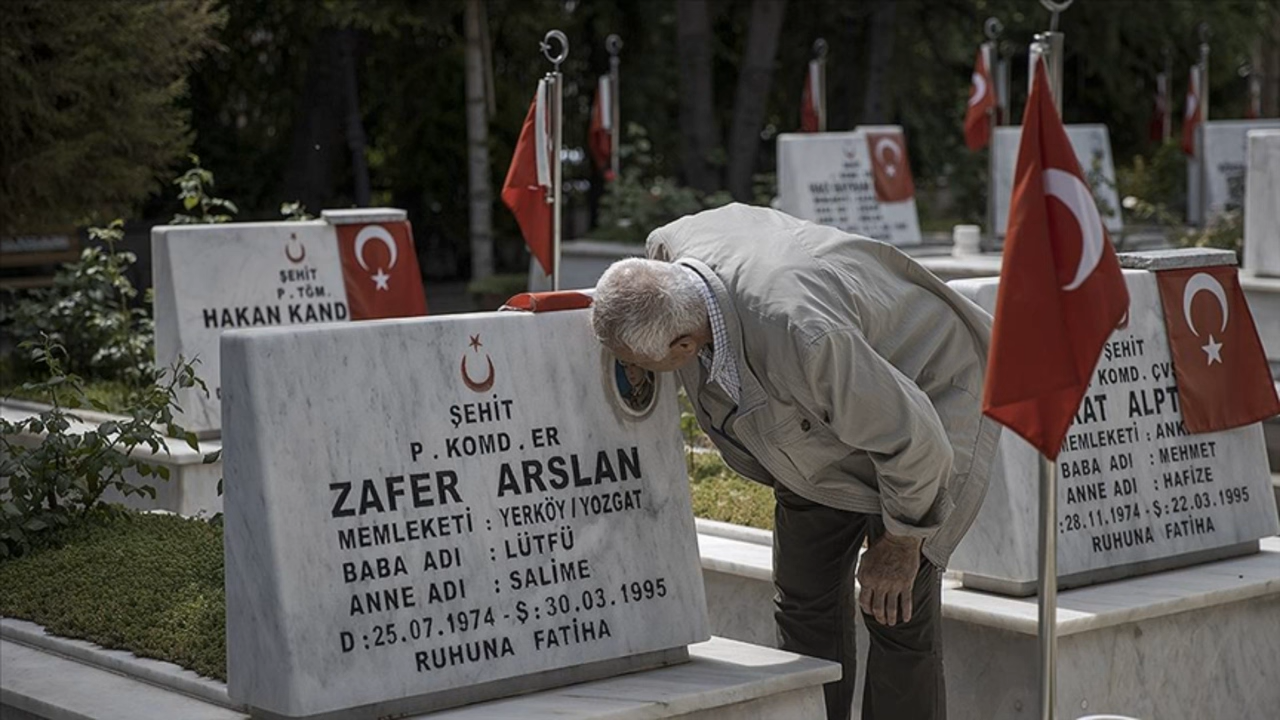 ŞEHİT
P. KOMD. ER
ZAFER ARSLAN
MEMLEKETİ : YERKÖY/YOZGAT
BABA ADI : LÜTFÜ
ANNE ADI : SALİME
D:25.07.1974 - Ş:30.03.1995
RUHUNA FATİHA
ŞEHİT
P. TĞM.
HAKAN KAND
ŞEHİT
KOMD. ÇVŞ
ALPT
MEMLEKETİ : ANK
BABA ADI : MEHMET
ANNE ADI : HAFİZE
:28.11.1974 - Ş:22.03.1995
RUHUNA FATİHA